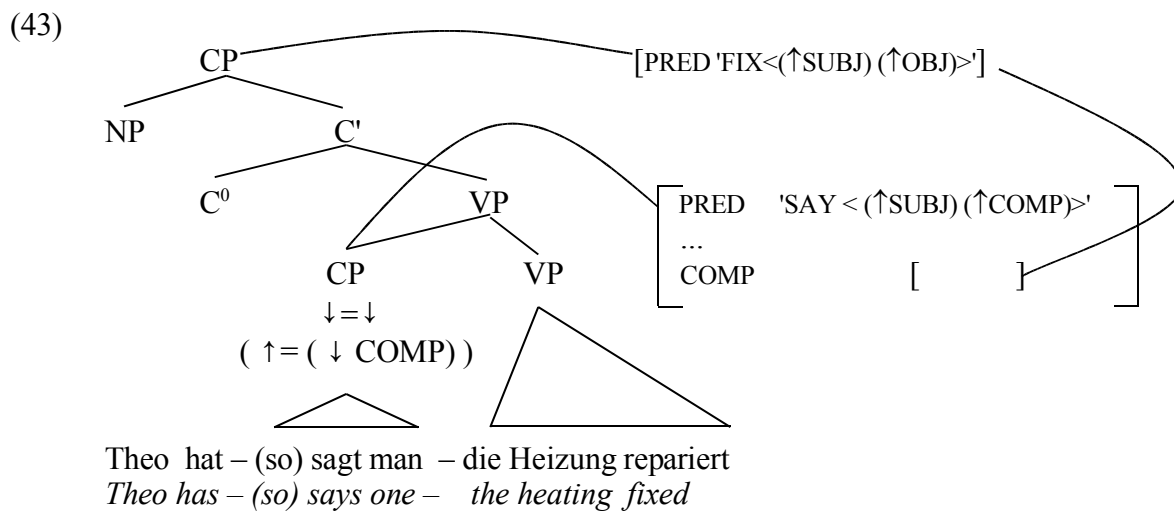 (43)
CP [PRED 'FIX<(↑SUBJ) (↑OBJ)>']
NP C'
C⁰ VP PRED 'SAY < (↑SUBJ) (↑COMP)>'
...
CP VP COMP [ ]
↓=↓
( ↑= ( ↓ COMP) )
Theo hat – (so) sagt man – die Heizung repariert
Theo has – (so) says one – the heating fixed